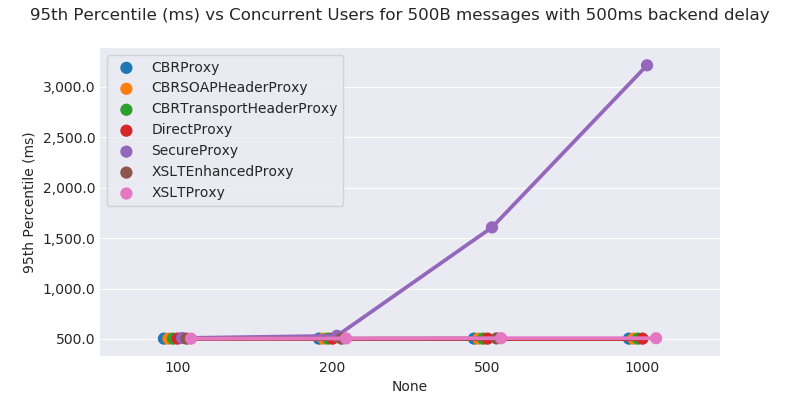 95th Percentile (ms) vs Concurrent Users for 500B messages with 500ms backend delay
CBRProxy
CBRSOAPHeaderProxy
CBRTransportHeaderProxy
DirectProxy
SecureProxy
XSLTEnhancedProxy
XSLTProxy
95th Percentile (ms)
3,000.0
2,500.0
2,000.0
1,500.0
1,000.0
500.0
100 200 500 1000
None